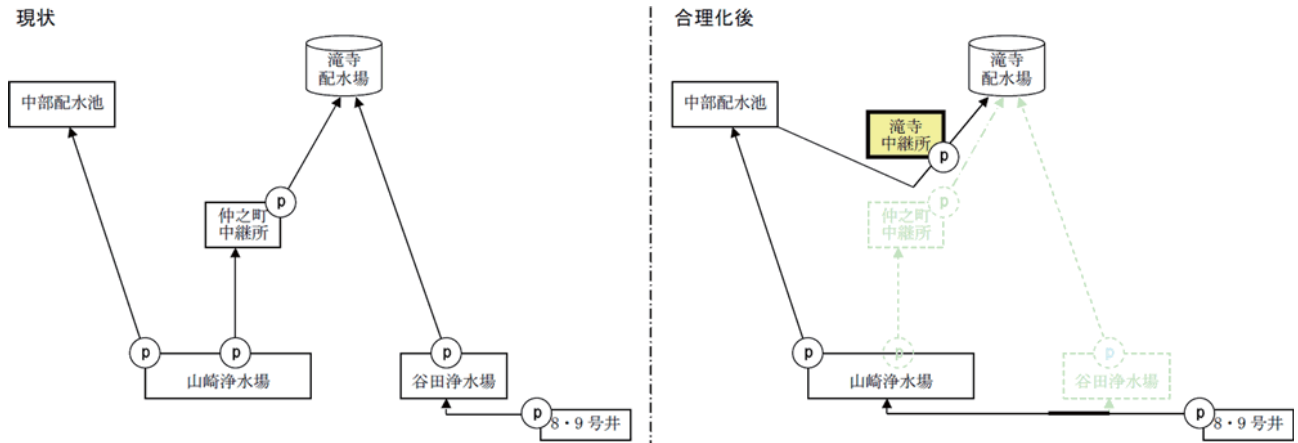 現状
滝寺
配水場
中部配水池
p
仲之町
中継所
p
p
p
山崎浄水場
谷田浄水場
p
8・9号井
合理化後
滝寺
配水場
中部配水池
滝寺
中継所
p
p
仲之町
中継所
p
p
p
山崎浄水場
谷田浄水場
p
8・9号井